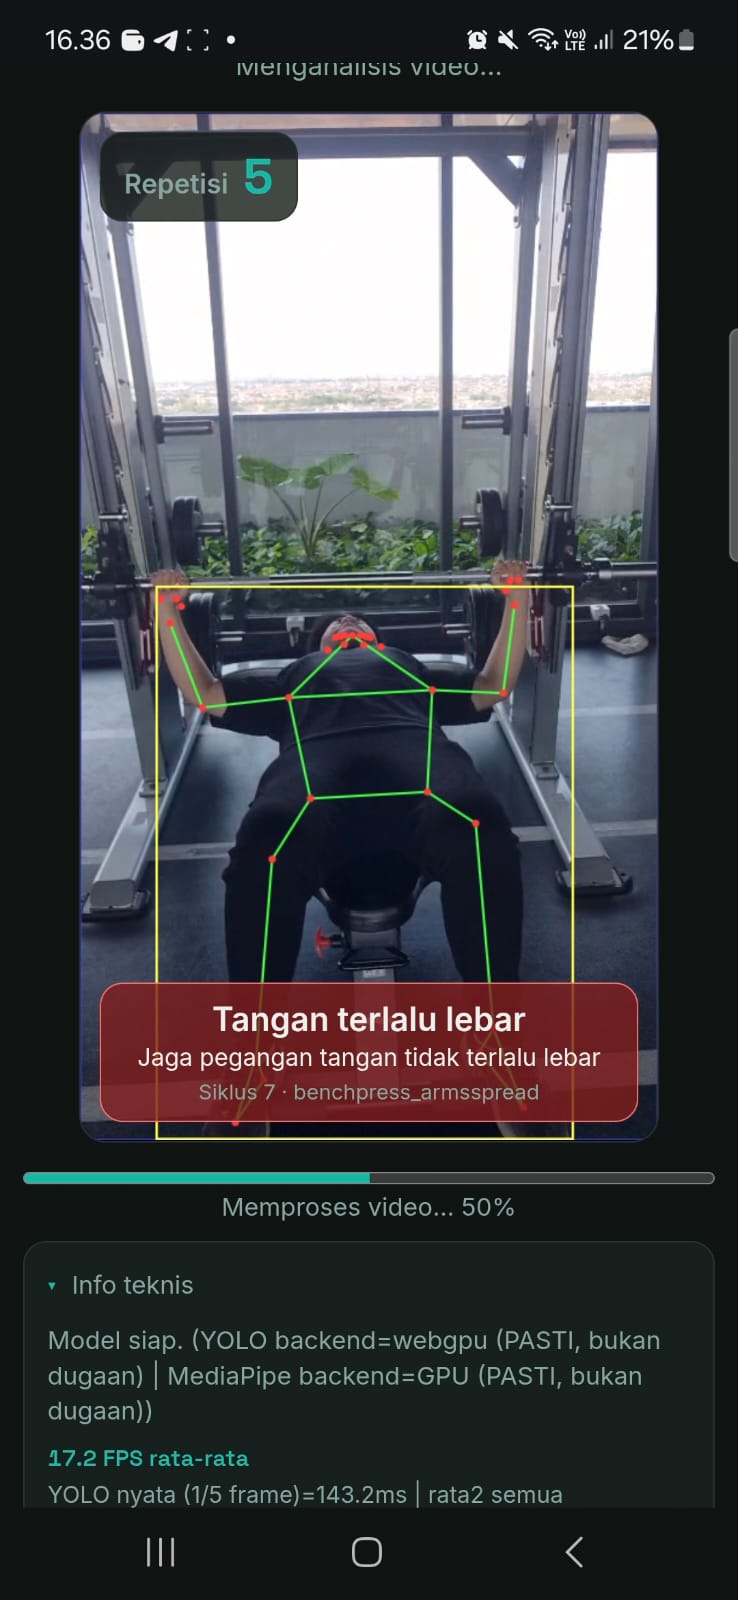 16.36
Vo))
LTE
21%
Menganalisis video...
Repetisi 5
Tangan terlalu lebar
Jaga pegangan tangan tidak terlalu lebar
Siklus 7 · benchpress_armsspread
Memproses video... 50%
▾ Info teknis
Model siap. (YOLO backend=webgpu (PASTI, bukan
dugaan) | MediaPipe backend=GPU (PASTI, bukan
dugaan))
17.2 FPS rata-rata
YOLO nyata (1/5 frame)=143.2ms | rata2 semua